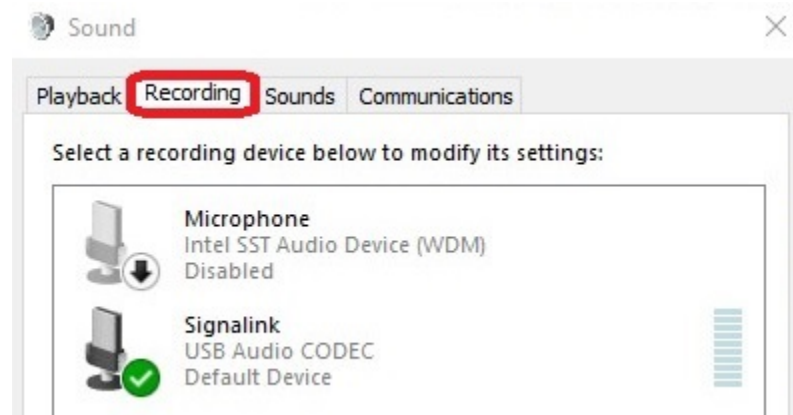 Sound
Playback Recording Sounds Communications
Select a recording device below to modify its settings:
Microphone
Intel SST Audio Device (WDM)
Disabled
Signalink
USB Audio CODEC
Default Device